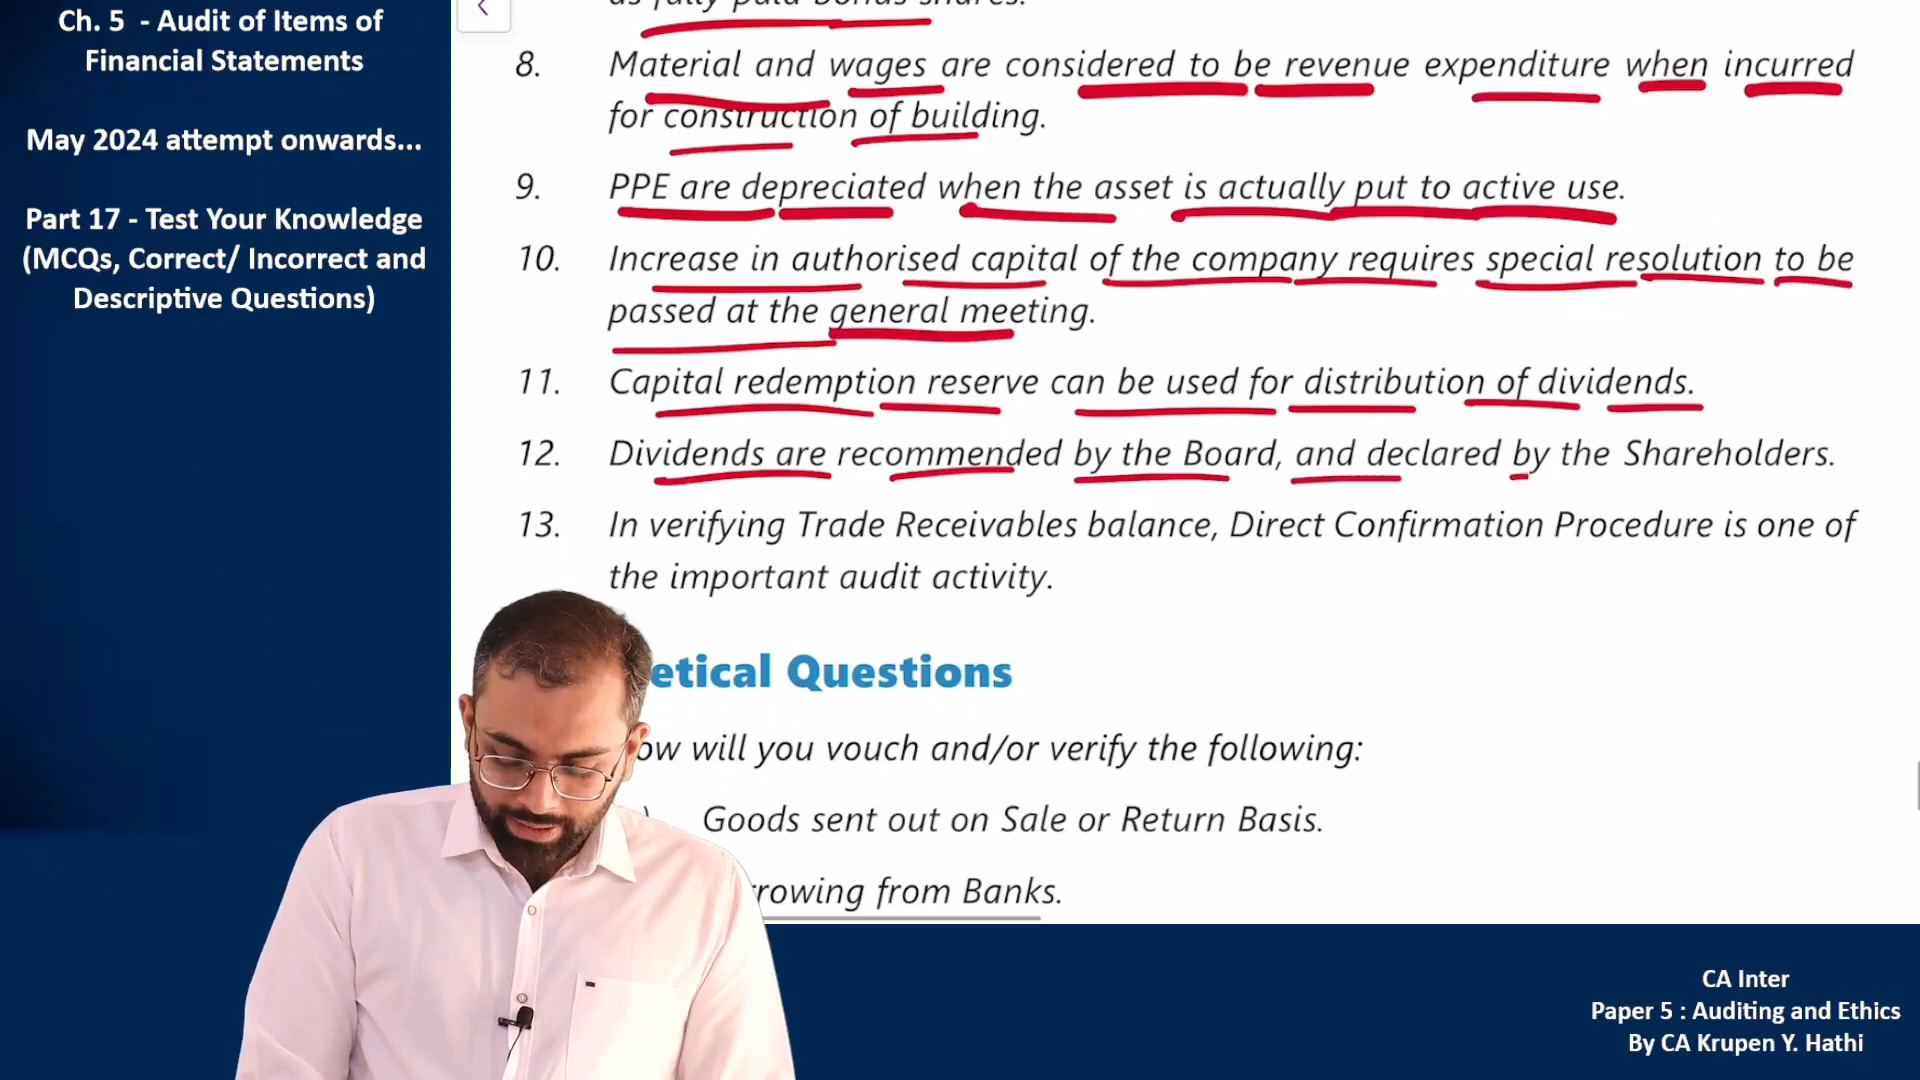 Ch. 5 - Audit of Items of
Financial Statements
May 2024 attempt onwards...
Part 17 - Test Your Knowledge
(MCQs, Correct/ Incorrect and
Descriptive Questions)
as fully paid bonus shares.
8. Material and wages are considered to be revenue expenditure when incurred
for construction of building.
9. PPE are depreciated when the asset is actually put to active use.
10. Increase in authorised capital of the company requires special resolution to be
passed at the general meeting.
11. Capital redemption reserve can be used for distribution of dividends.
12. Dividends are recommended by the Board, and declared by the Shareholders.
13. In verifying Trade Receivables balance, Direct Confirmation Procedure is one of
the important audit activity.
etical Questions
ow will you vouch and/or verify the following:
) Goods sent out on Sale or Return Basis.
rrowing from Banks.
CA Inter
Paper 5 : Auditing and Ethics
By CA Krupen Y. Hathi